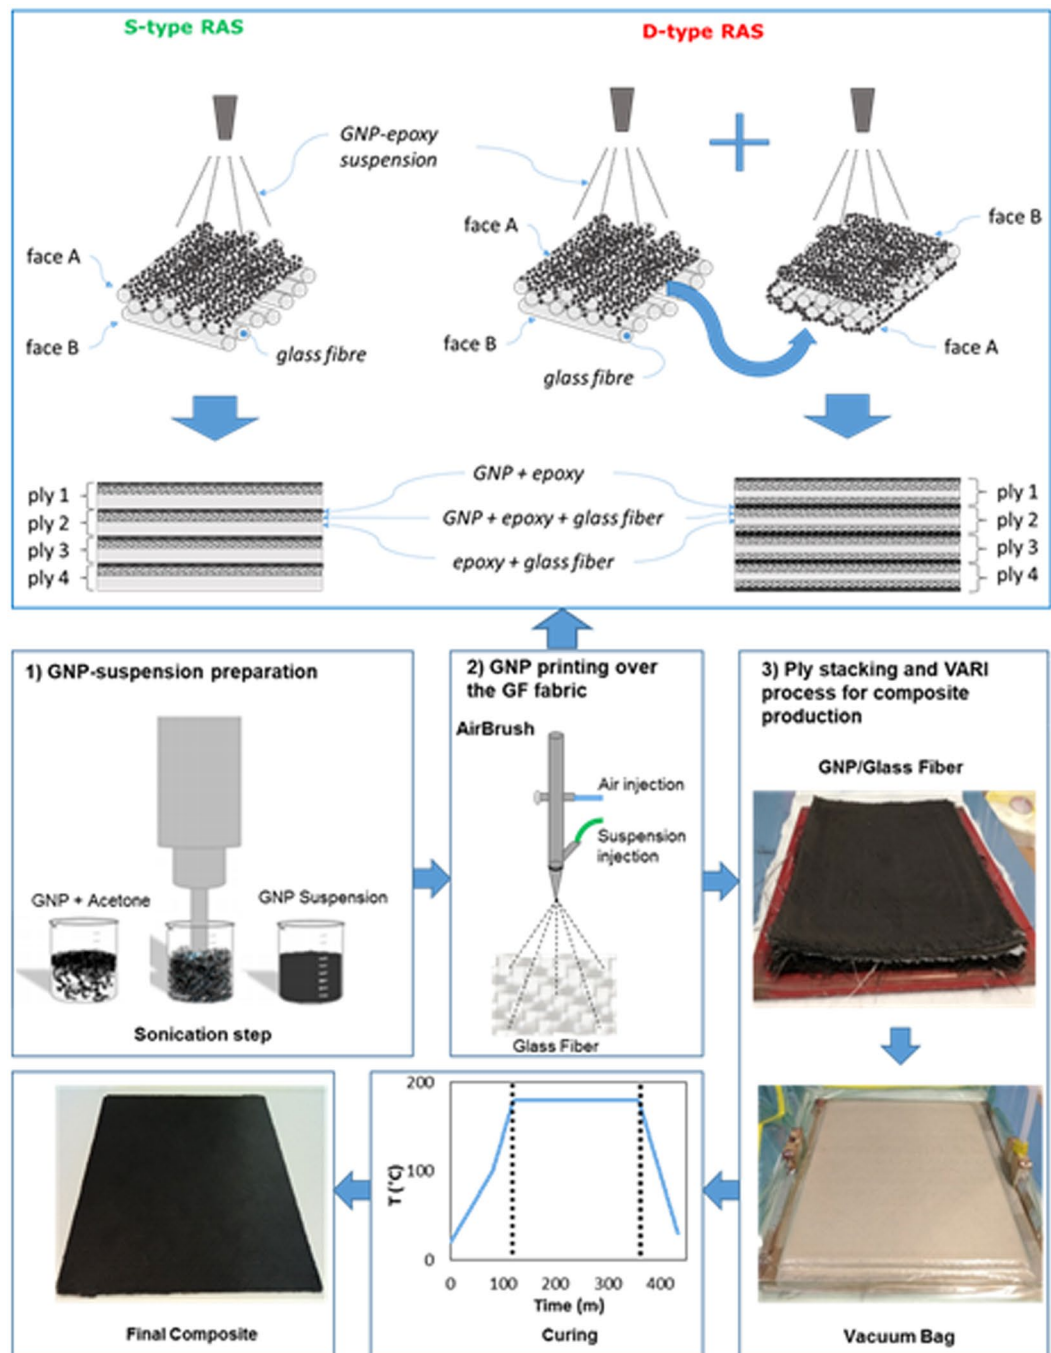 S-type RAS
D-type RAS
GNP-epoxy
suspension
face A
face B
glass fibre
face A
face B
glass fibre
face B
face A
ply 1
ply 2
ply 3
ply 4
GNP + epoxy
GNP + epoxy + glass fiber
epoxy + glass fiber
ply 1
ply 2
ply 3
ply 4
1) GNP-suspension preparation
GNP + Acetone
GNP Suspension
Sonication step
2) GNP printing over
the GF fabric
AirBrush
Air injection
Suspension
injection
Glass Fiber
3) Ply stacking and VARI
process for composite
production
GNP/Glass Fiber
Vacuum Bag
T (°C)
200
100
0
0
100
200
300
400
Time (m)
Curing
Final Composite